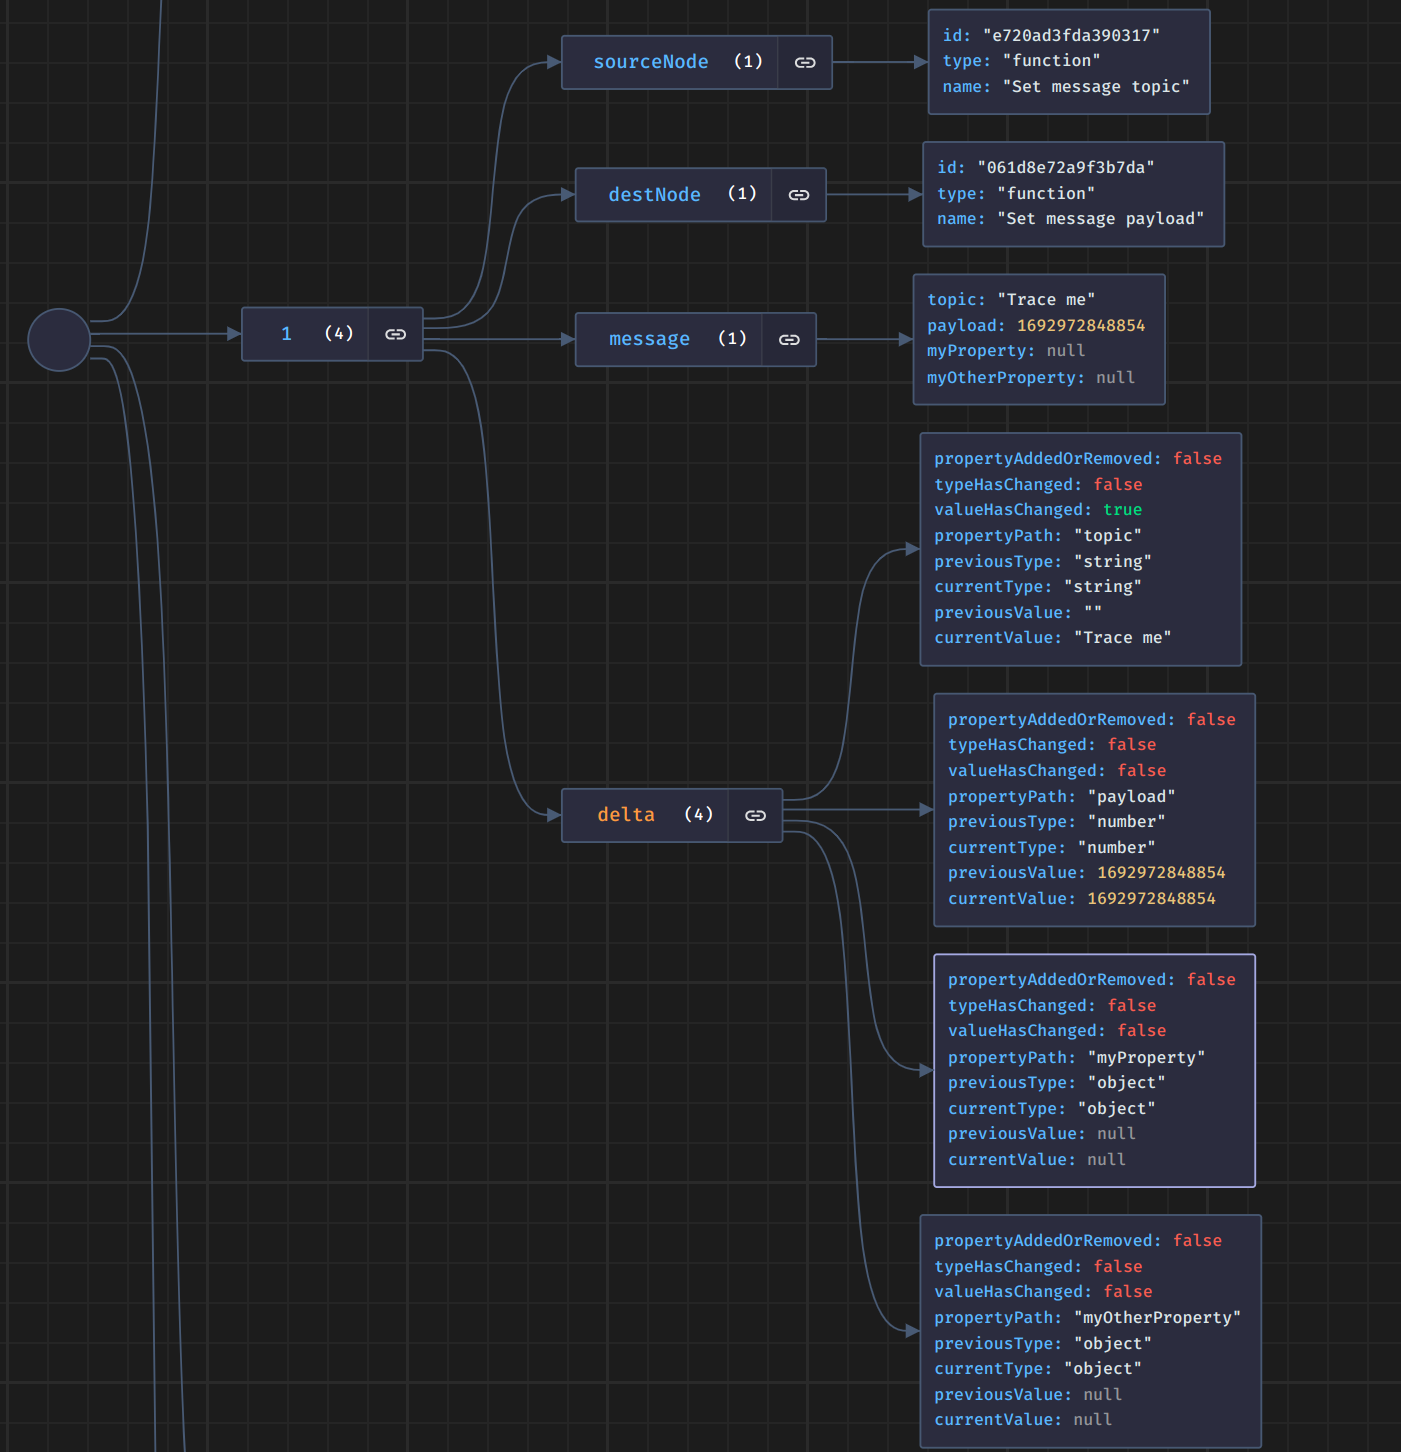 sourceNode (1)
id: "e720ad3fda390317"
type: "function"
name: "Set message topic"
destNode (1)
id: "061d8e72a9f3b7da"
type: "function"
name: "Set message payload"
1 (4)
message (1)
topic: "Trace me"
payload: 1692972848854
myProperty: null
myOtherProperty: null
delta (4)
propertyAddedOrRemoved: false
typeHasChanged: false
valueHasChanged: true
propertyPath: "topic"
previousType: "string"
currentType: "string"
previousValue: ""
currentValue: "Trace me"
propertyAddedOrRemoved: false
typeHasChanged: false
valueHasChanged: false
propertyPath: "payload"
previousType: "number"
currentType: "number"
previousValue: 1692972848854
currentValue: 1692972848854
propertyAddedOrRemoved: false
typeHasChanged: false
valueHasChanged: false
propertyPath: "myProperty"
previousType: "object"
currentType: "object"
previousValue: null
currentValue: null
propertyAddedOrRemoved: false
typeHasChanged: false
valueHasChanged: false
propertyPath: "myOtherProperty"
previousType: "object"
currentType: "object"
previousValue: null
currentValue: null